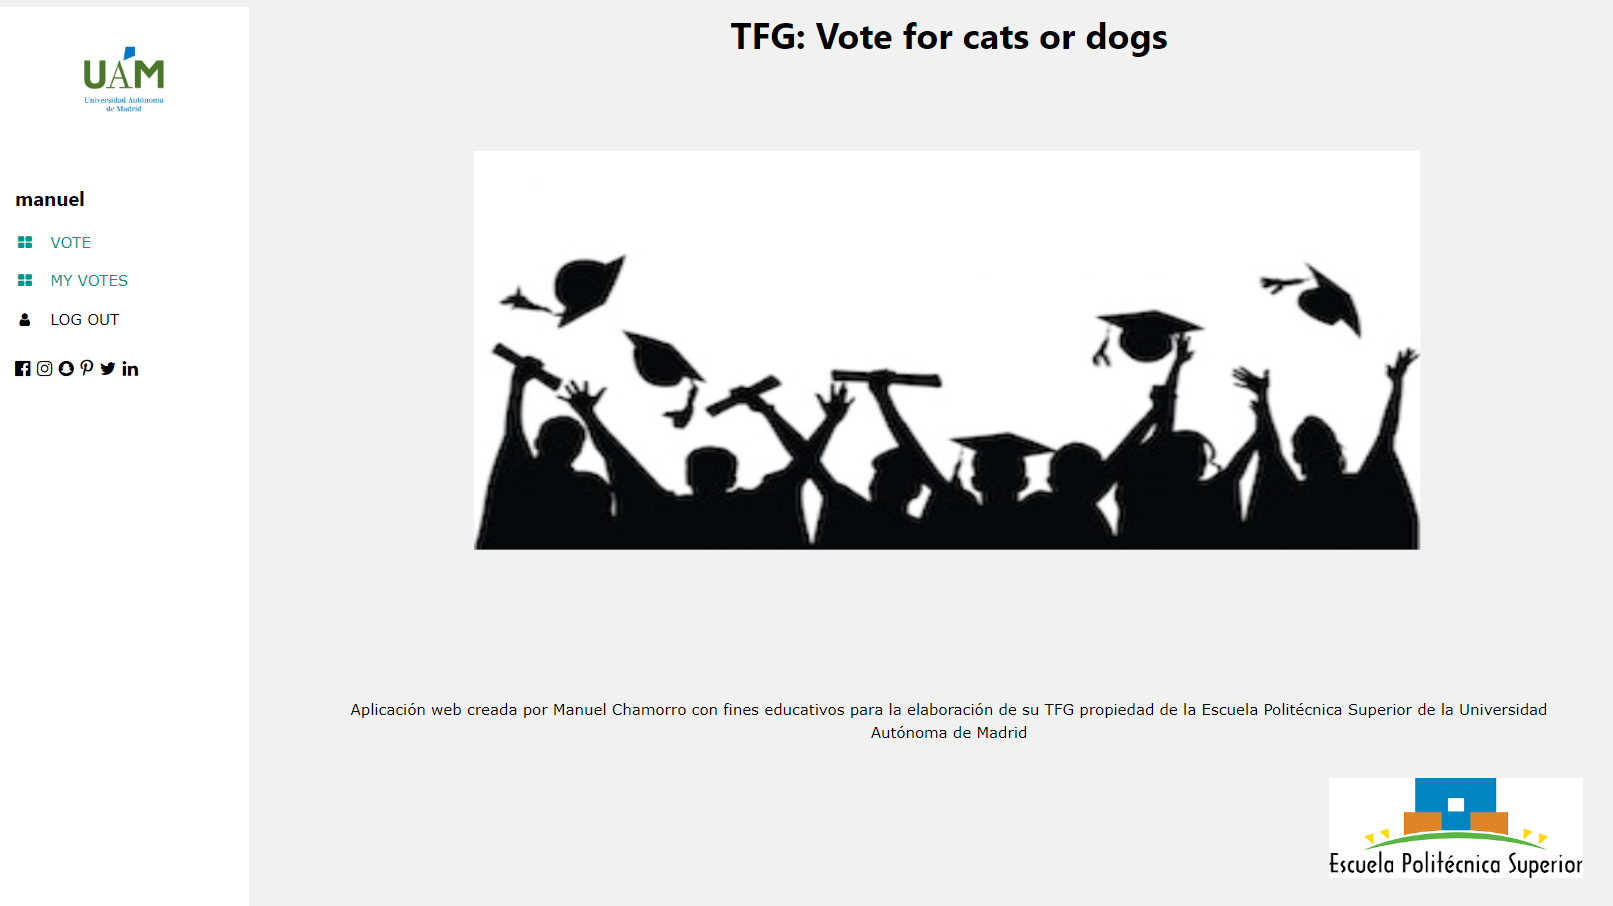 TFG: Vote for cats or dogs
UAM
Universidad Autónoma
de Madrid
manuel
VOTE
MY VOTES
LOG OUT
Aplicación web creada por Manuel Chamorro con fines educativos para la elaboración de su TFG propiedad de la Escuela Politécnica Superior de la Universidad
Autónoma de Madrid
Escuela Politécnica Superior